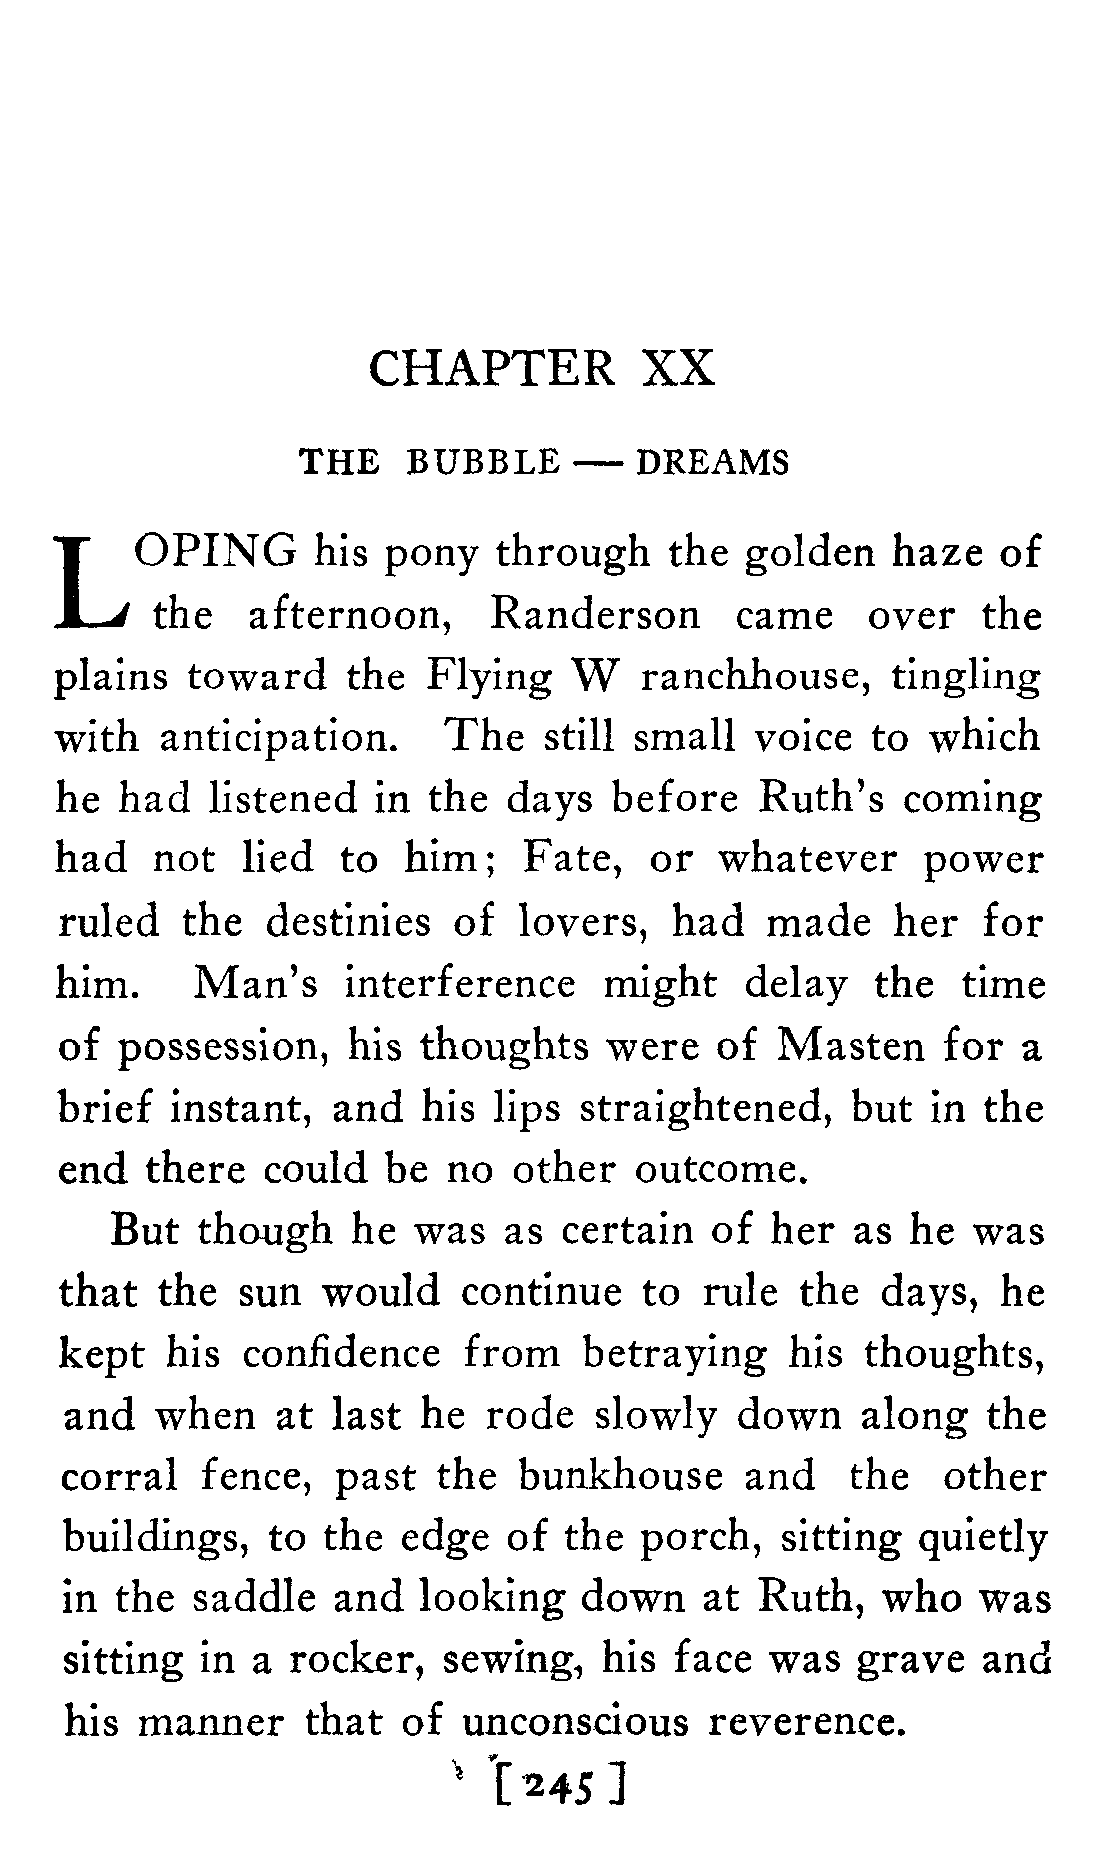 CHAPTER XX
THE BUBBLE — DREAMS
LOPING his pony through the golden haze of
the afternoon, Randerson came over the
plains toward the Flying W ranchhouse, tingling
with anticipation. The still small voice to which
he had listened in the days before Ruth's coming
had not lied to him; Fate, or whatever power
ruled the destinies of lovers, had made her for
him. Man's interference might delay the time
of possession, his thoughts were of Masten for a
brief instant, and his lips straightened, but in the
end there could be no other outcome.
But though he was as certain of her as he was
that the sun would continue to rule the days, he
kept his confidence from betraying his thoughts,
and when at last he rode slowly down along the
corral fence, past the bunkhouse and the other
buildings, to the edge of the porch, sitting quietly
in the saddle and looking down at Ruth, who was
sitting in a rocker, sewing, his face was grave and
his manner that of unconscious reverence.
[245]